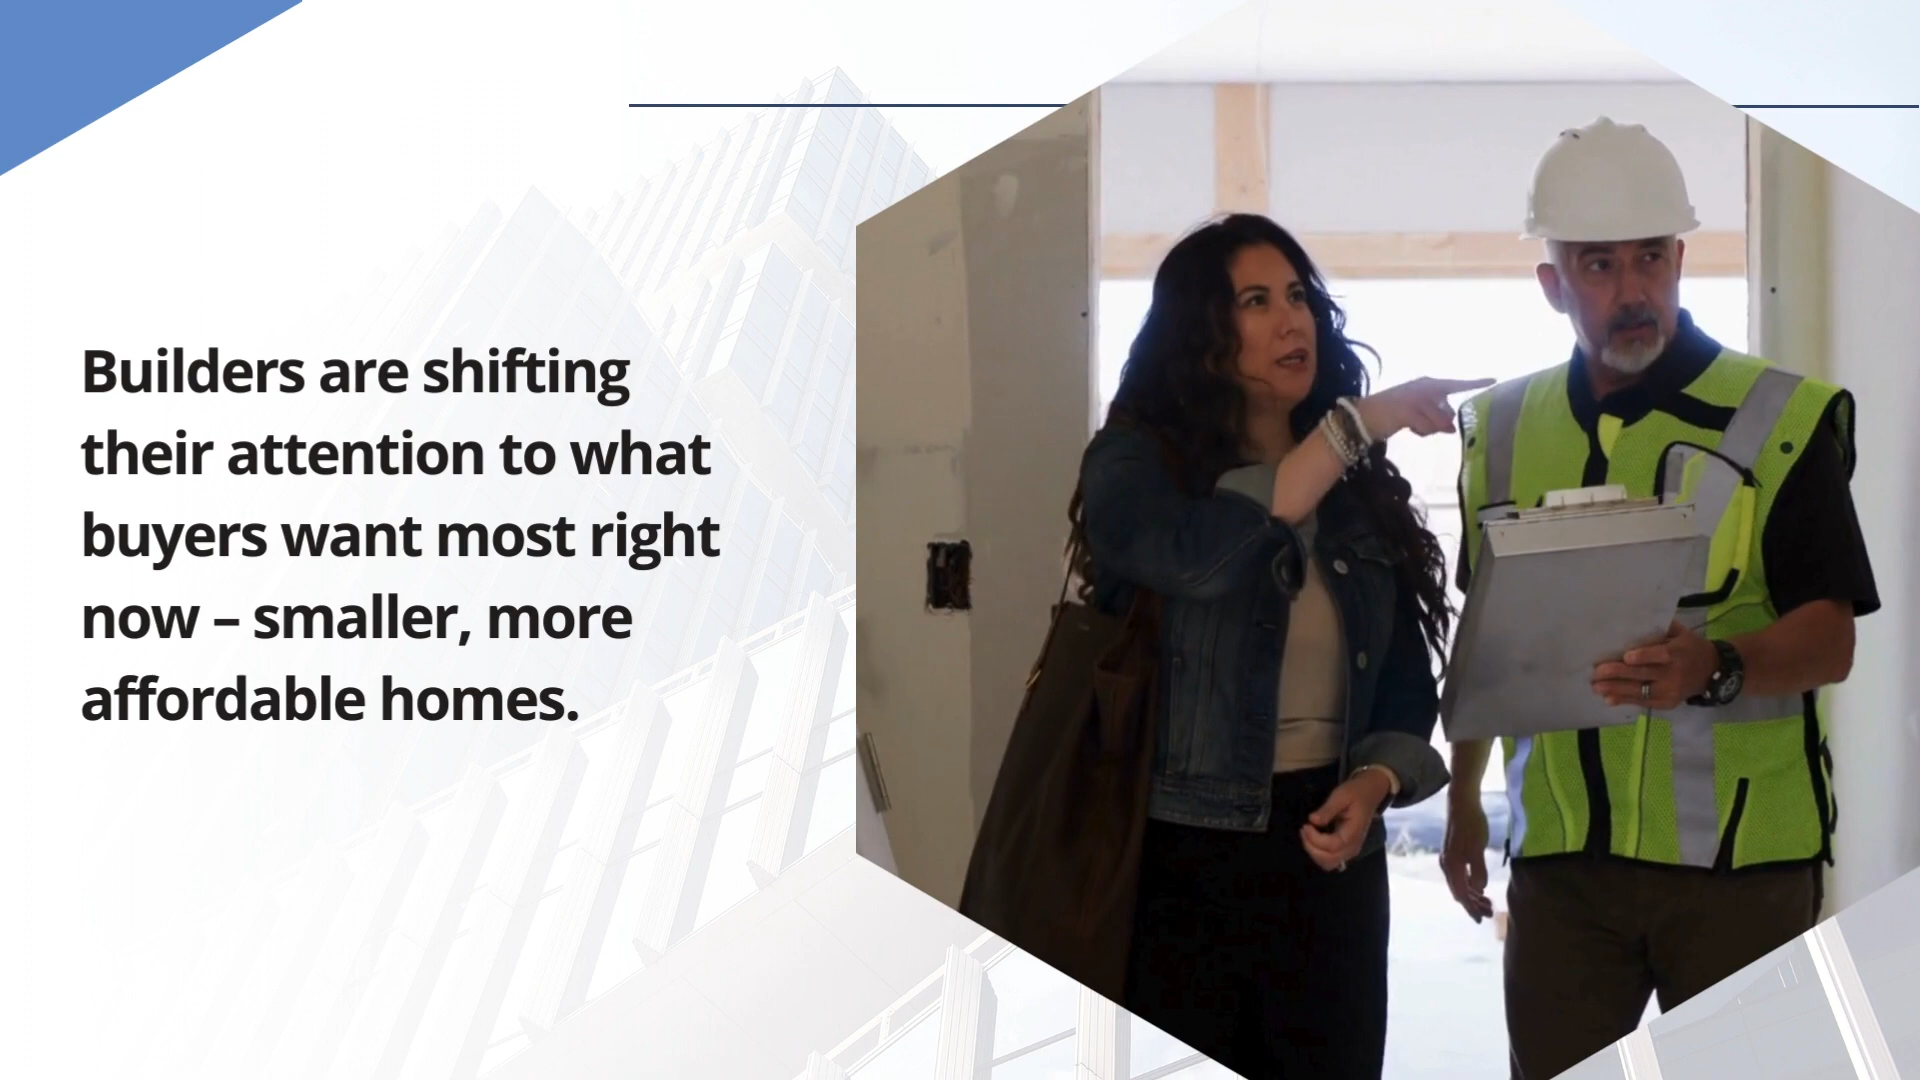 Builders are shifting
their attention to what
buyers want most right
now – smaller, more
affordable homes.